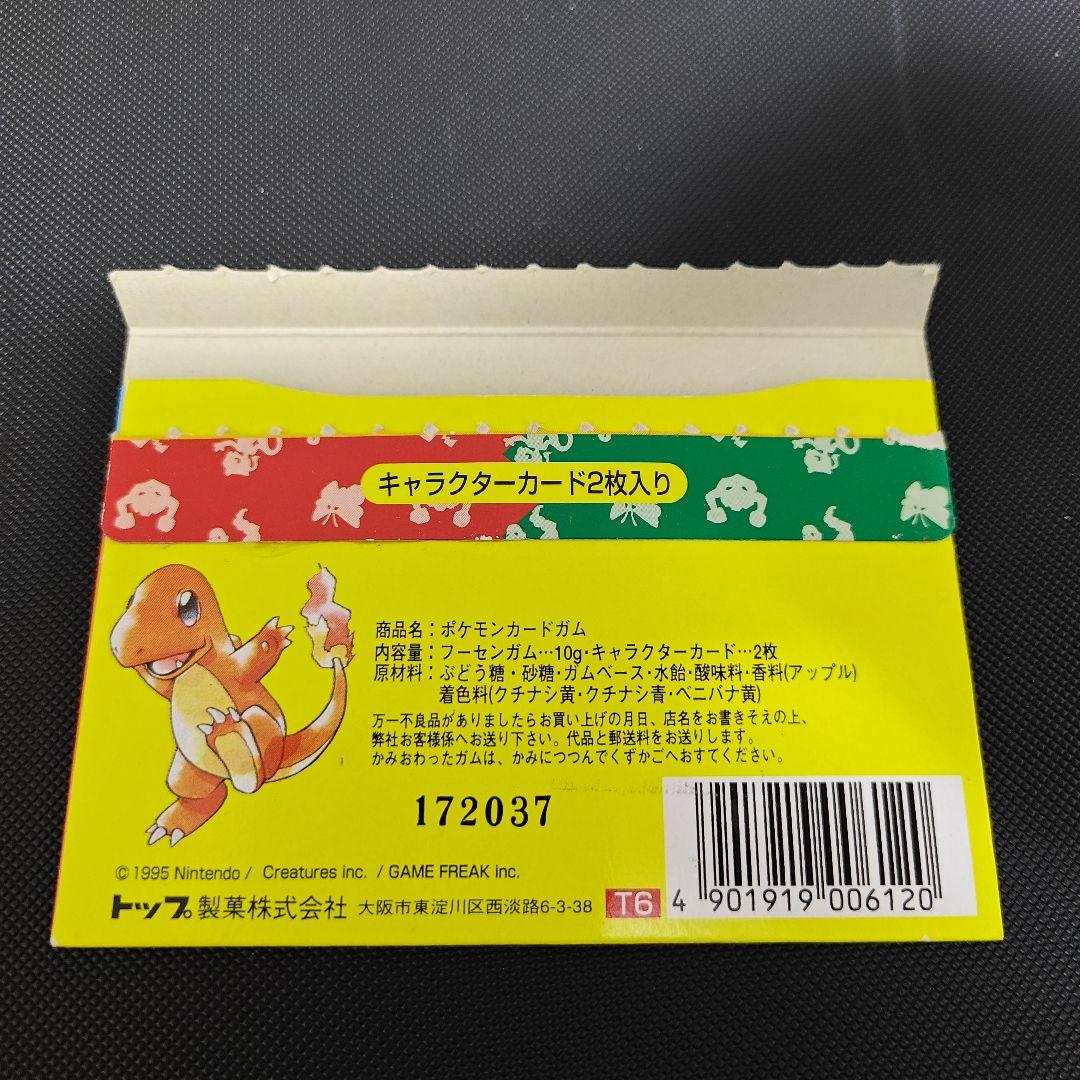 キャラクターカード2枚入り
商品名：ポケモンカードガム
内容量：フーセンガム…10g・キャラクターカード…2枚
原材料：ぶどう糖・砂糖・ガムベース・水飴・酸味料・香料(アップル)
着色料(クチナシ黄・クチナシ青・ベニバナ黄)
万一不良品がありましたらお買い上げの月日、店名をお書きそえの上、
弊社お客様係へお送り下さい。代品と郵送料をお送りします。
かみおわったガムは、かみにつつんでくずかごへおすてください。
172037
©1995 Nintendo / Creatures inc. / GAME FREAK inc.
トップ製菓株式会社 大阪市東淀川区西淡路6-3-38 T6
4 901919 006120